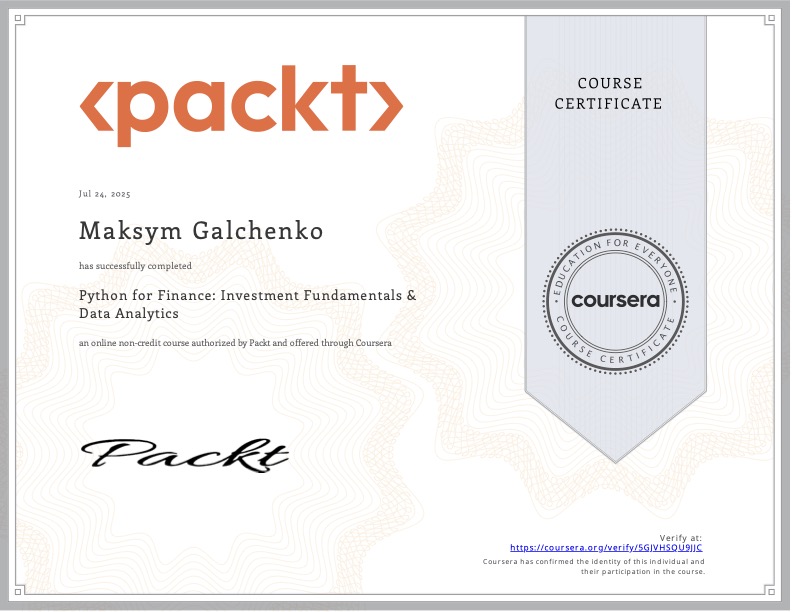 <packt>
COURSE
CERTIFICATE
Jul 24, 2025
Maksym Galchenko
has successfully completed
Python for Finance: Investment Fundamentals &
Data Analytics
an online non-credit course authorized by Packt and offered through Coursera
EDUCATION FOR EVERYONE
coursera
COURSE CERTIFICATE
Packt
Verify at:
https://coursera.org/verify/5GJVHSQU9JJC
Coursera has confirmed the identity of this individual and
their participation in the course.